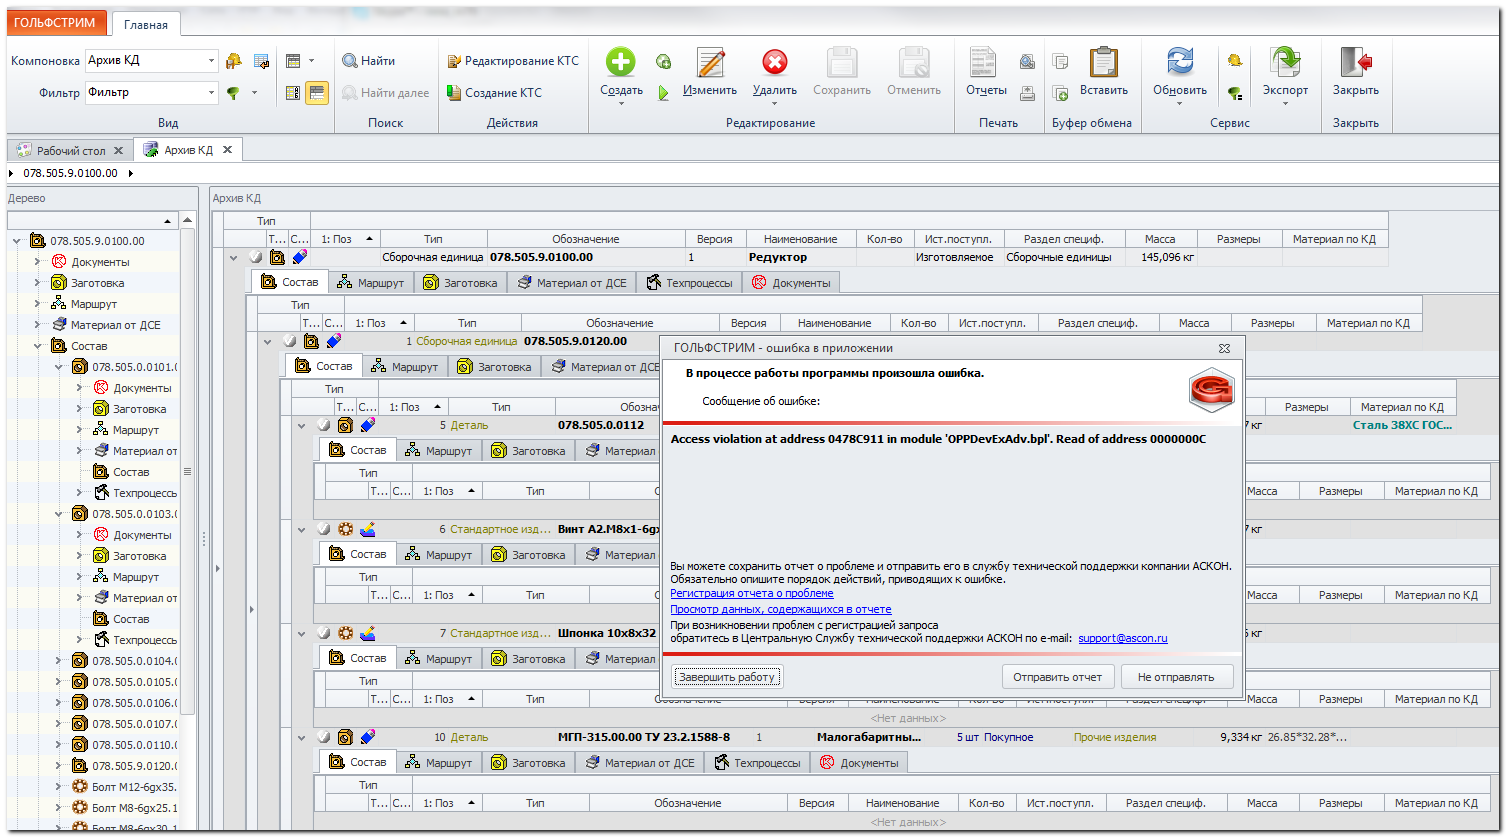 ГОЛЬФСТРИМ Главная
Компоновка Архив КД Найти Редактирование КТС
Фильтр Фильтр Найти далее Создание КТС
Создать Изменить Удалить Сохранить Отменить Отчеты Вставить Обновить Экспорт Закрыть
Вид Поиск Действия Редактирование Печать Буфер обмена Сервис Закрыть
Рабочий стол Архив КД
078.505.9.0100.00
Дерево
078.505.9.0100.00
Документы
Заготовка
Маршрут
Материал от ДСЕ
Состав
078.505.0.0101.(
Документы
Заготовка
Маршрут
Материал от
Состав
Техпроцессь
078.505.0.0103.(
Документы
Заготовка
Маршрут
Материал от
Состав
Техпроцессь
078.505.0.0104.(
078.505.0.0105.(
078.505.0.0106.(
078.505.0.0107.(
078.505.0.0110.(
078.505.9.0120.(
Болт М12-6gx35.
Болт М8-6gx25.1
Болт М8-6gx30.1
Архив КД
Тип
Т... С... 1: Поз Тип Обозначение Версия Наименование Кол-во Ист.поступл. Раздел специф. Масса Размеры Материал по КД
Сборочная единица 078.505.9.0100.00 1 Редуктор Изготовляемое Сборочные единицы 145,096 кг
Состав Маршрут Заготовка Материал от ДСЕ Техпроцессы Документы
Тип
Т... С... 1: Поз Тип Обозначение Версия Наименование Кол-во Ист.поступл. Раздел специф. Масса Размеры Материал по КД
1 Сборочная единица 078.505.9.0120.00
Состав Маршрут Заготовка Материал от ДСЕ
Тип
Т... С... 1: Поз Тип Обозна Размеры Материал по КД
5 Деталь 078.505.0.0112 7 кг Сталь 38ХС ГОС...
Состав Маршрут Заготовка Материал
Тип
Т... С... 1: Поз Тип О Масса Размеры Материал по КД
6 Стандартное изд... Винт А2.М8х1-6gx 7 кг
Состав Маршрут Заготовка Материал
Тип
Т... С... 1: Поз Тип О Масса Размеры Материал по КД
7 Стандартное изд... Шпонка 10х8х32 кг
Состав Маршрут Заготовка Материал
Тип
Т... С... 1: Поз Тип Обозначение Версия Наименование Кол-во Ист.поступл. Раздел специф. Масса Размеры Материал по КД
<Нет данных>
10 Деталь МГП-315.00.00 ТУ 23.2.1588-8 1 Малогабаритны... 5 шт Покупное Прочие изделия 9,334 кг 26.85*32.28*...
Состав Маршрут Заготовка Материал от ДСЕ Техпроцессы Документы
Тип
Т... С... 1: Поз Тип Обозначение Версия Наименование Кол-во Ист.поступл. Раздел специф. Масса Размеры Материал по КД
<Нет данных>
ГОЛЬФСТРИМ - ошибка в приложении
В процессе работы программы произошла ошибка.
Сообщение об ошибке:
Access violation at address 0478C911 in module 'OPPDevExAdv.bpl'. Read of address 0000000C
Вы можете сохранить отчет о проблеме и отправить его в службу технической поддержки компании АСКОН.
Обязательно опишите порядок действий, приводящих к ошибке.
Регистрация отчета о проблеме
Просмотр данных, содержащихся в отчете
При возникновении проблем с регистрацией запроса
обратитесь в Центральную Службу технической поддержки АСКОН по e-mail: support@ascon.ru
Завершить работу Отправить отчет Не отправлять